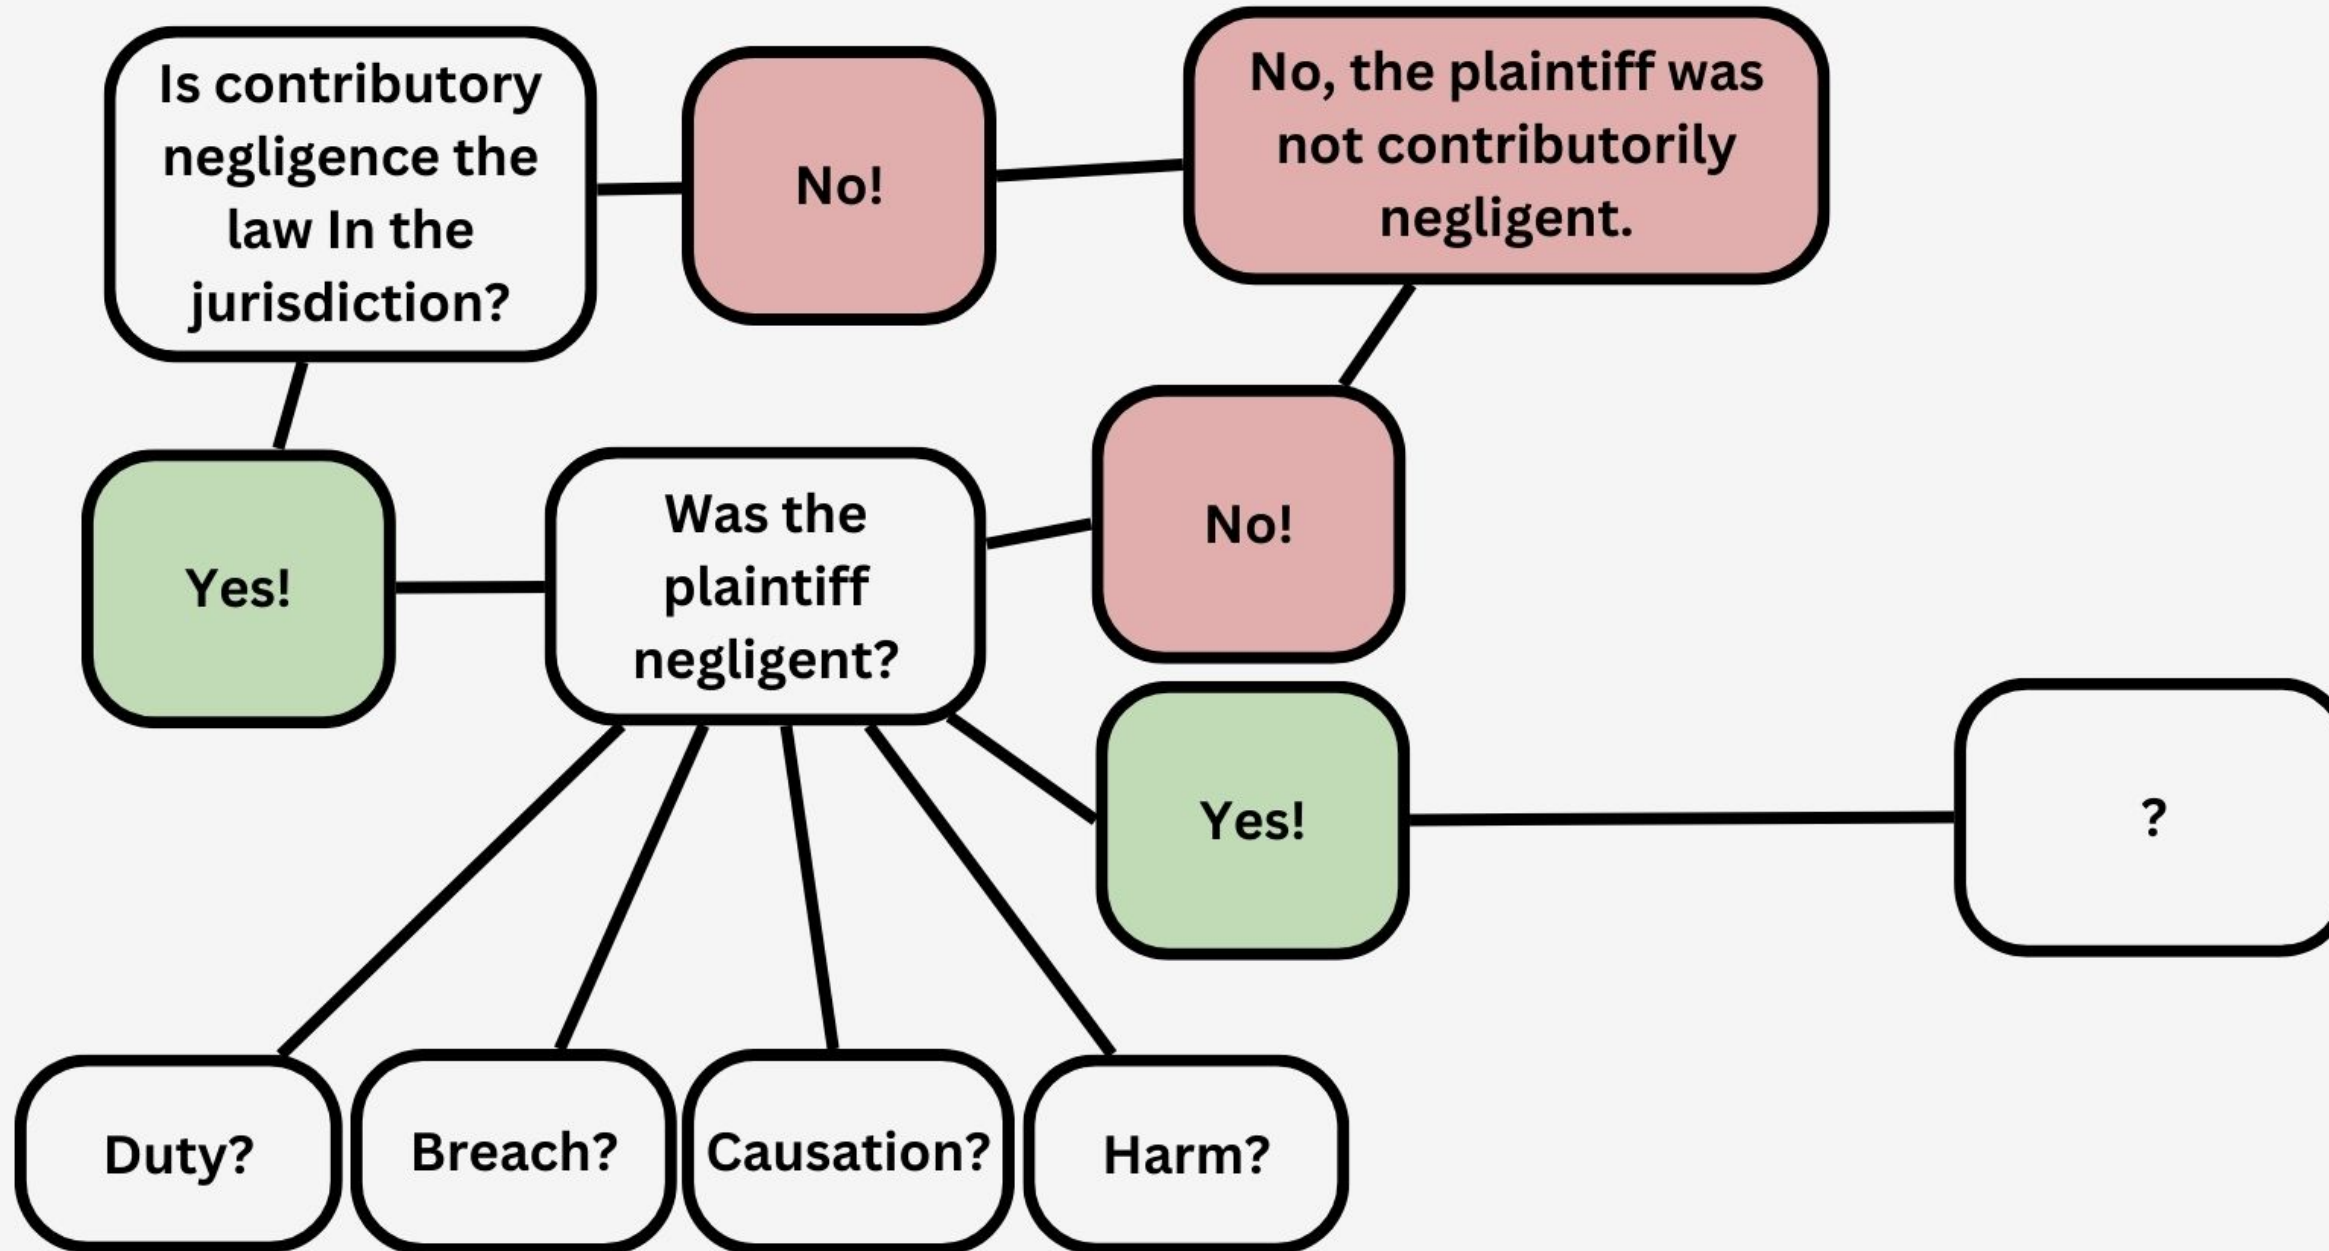 Is contributory
negligence the
law In the
jurisdiction?
No!
No, the plaintiff was
not contributorily
negligent.
Yes!
Was the
plaintiff
negligent?
No!
Yes!
?
Duty?
Breach?
Causation?
Harm?